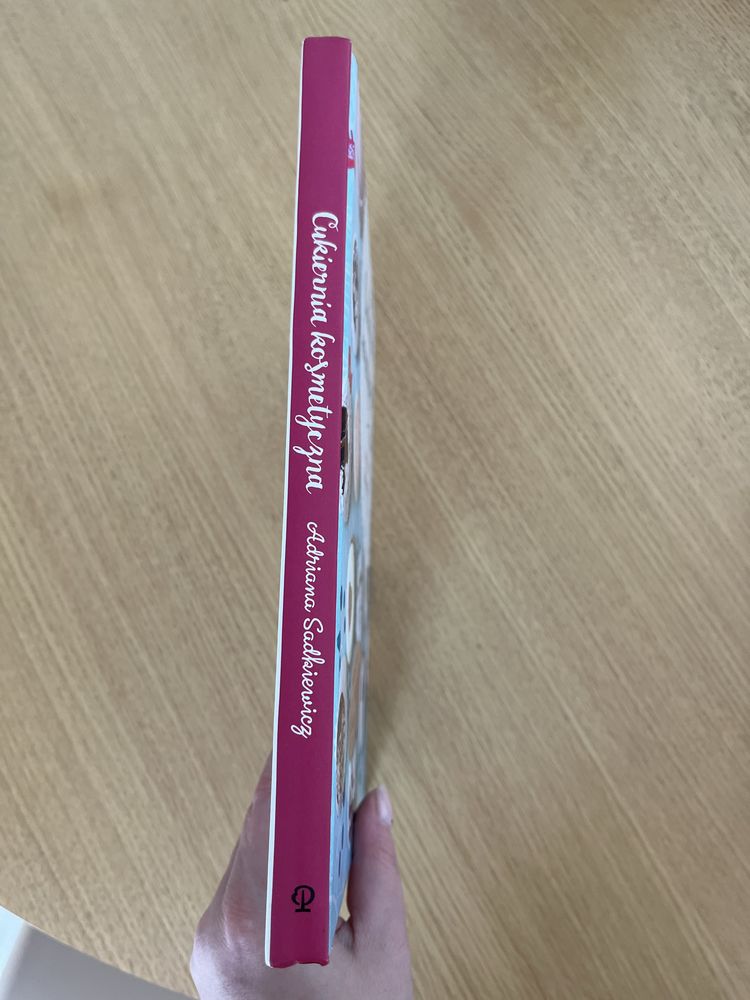 Cukiernia kosmetyczna
Adriana Sadkiewicz